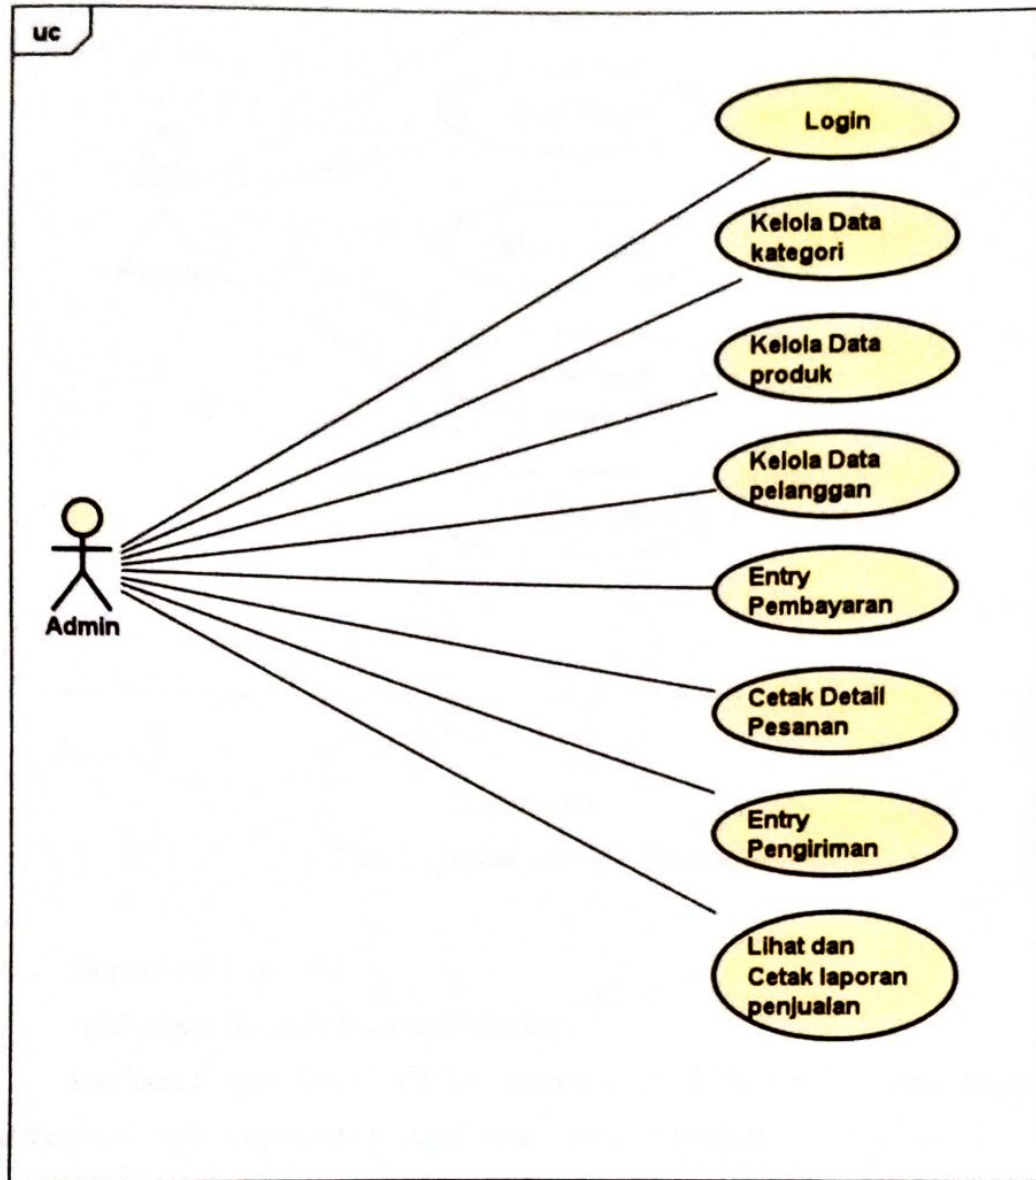 uc
Login
Kelola Data
kategori
Kelola Data
produk
Kelola Data
pelanggan
Admin
Entry
Pembayaran
Cetak Detail
Pesanan
Entry
Pengiriman
Lihat dan
Cetak laporan
penjualan